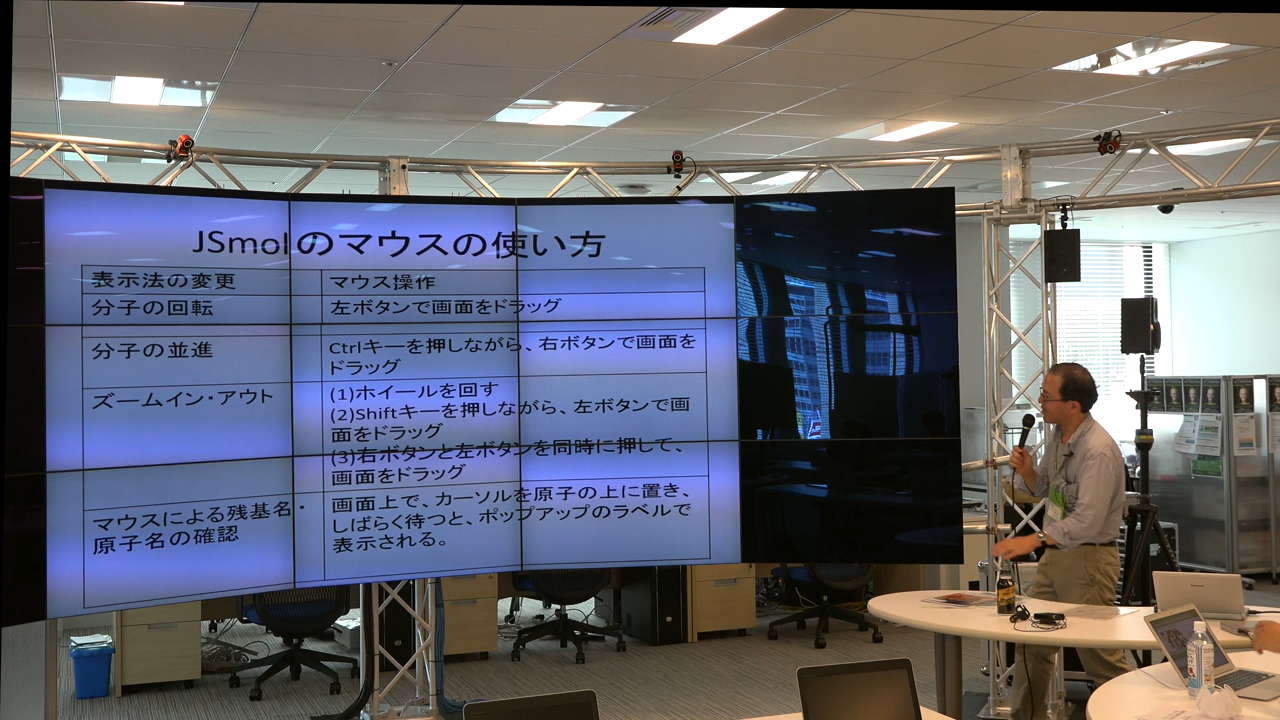 JSmolのマウスの使い方
表示法の変更 マウス操作
分子の回転 左ボタンで画面をドラッグ
分子の並進 Ctrlキーを押しながら、右ボタンで画面を
ドラッグ
ズームイン・アウト (1)ホイールを回す
(2)Shiftキーを押しながら、左ボタンで画
面をドラッグ
(3)右ボタンと左ボタンを同時に押して、
画面をドラッグ
マウスによる残基名・ 画面上で、カーソルを原子の上に置き、
原子名の確認 しばらく待つと、ポップアップのラベルで
表示される。